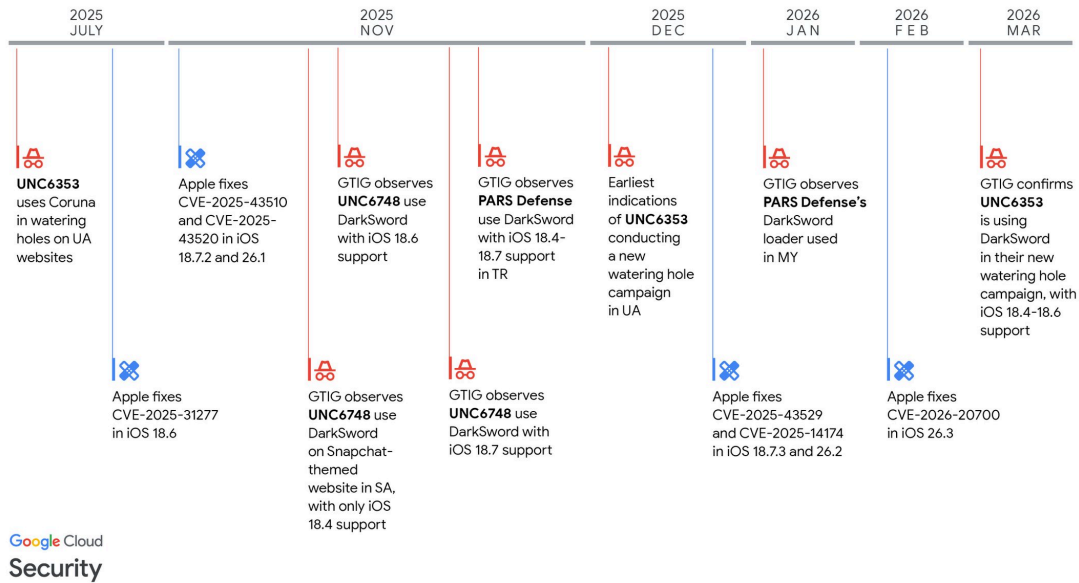 2025
JULY
2025
NOV
2025
DEC
2026
JAN
2026
FEB
2026
MAR
UNC6353
uses Coruna
in watering
holes on UA
websites
Apple fixes
CVE-2025-31277
in iOS 18.6
Apple fixes
CVE-2025-43510
and CVE-2025-
43520 in iOS
18.7.2 and 26.1
GTIG observes
UNC6748 use
DarkSword
on Snapchat-
themed
website in SA,
with only iOS
18.4 support
GTIG observes
UNC6748 use
DarkSword
with iOS 18.6
support
GTIG observes
UNC6748 use
DarkSword with
iOS 18.7 support
GTIG observes
PARS Defense
use DarkSword
with iOS 18.4-
18.7 support
in TR
Earliest
indications
of UNC6353
conducting
a new
watering hole
campaign
in UA
Apple fixes
CVE-2025-43529
and CVE-2025-14174
in iOS 18.7.3 and 26.2
GTIG observes
PARS Defense's
DarkSword
loader used
in MY
Apple fixes
CVE-2026-20700
in iOS 26.3
GTIG confirms
UNC6353
is using
DarkSword
in their new
watering hole
campaign, with
iOS 18.4-18.6
support
Google Cloud
Security